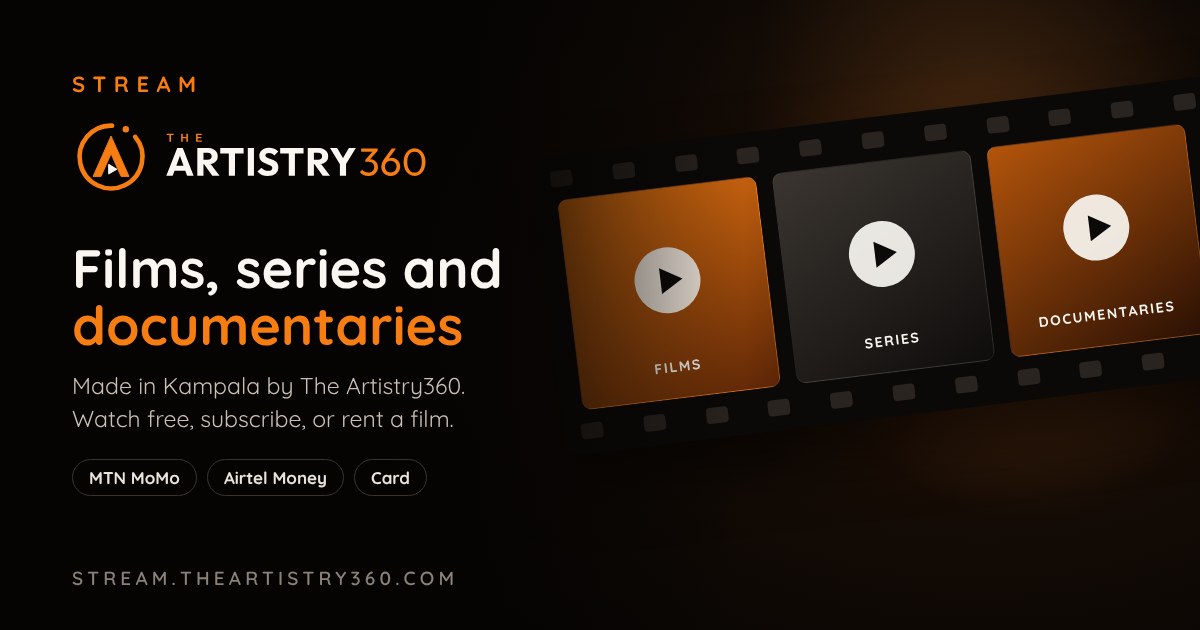 STREAM
THE
ARTISTRY360
Films, series and
documentaries
Made in Kampala by The Artistry360.
Watch free, subscribe, or rent a film.
MTN MoMo
Airtel Money
Card
STREAM.THEARTISTRY360.COM
FILMS
SERIES
DOCUMENTARIES